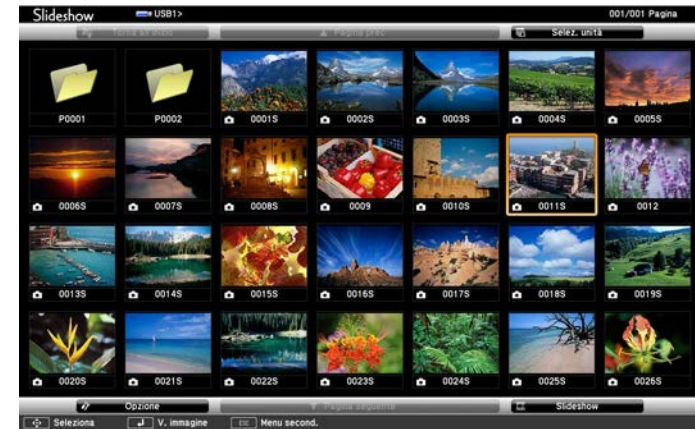 Slideshow USB1> 001/001 Pagina
Torna all'inizio Pagina prec Selez. unità
P0001 P0002 0001S 0002S 0003S 0004S 0005S
0006S 0007S 0008S 0009 0010S 0011S 0012
0013S 0014S 0015S 0016S 0017S 0018S 0019S
0020S 0021S 0022S 0023S 0024S 0025S 0026S
Opzione Pagina seguente Slideshow
Seleziona V. immagine Esc Menu second.